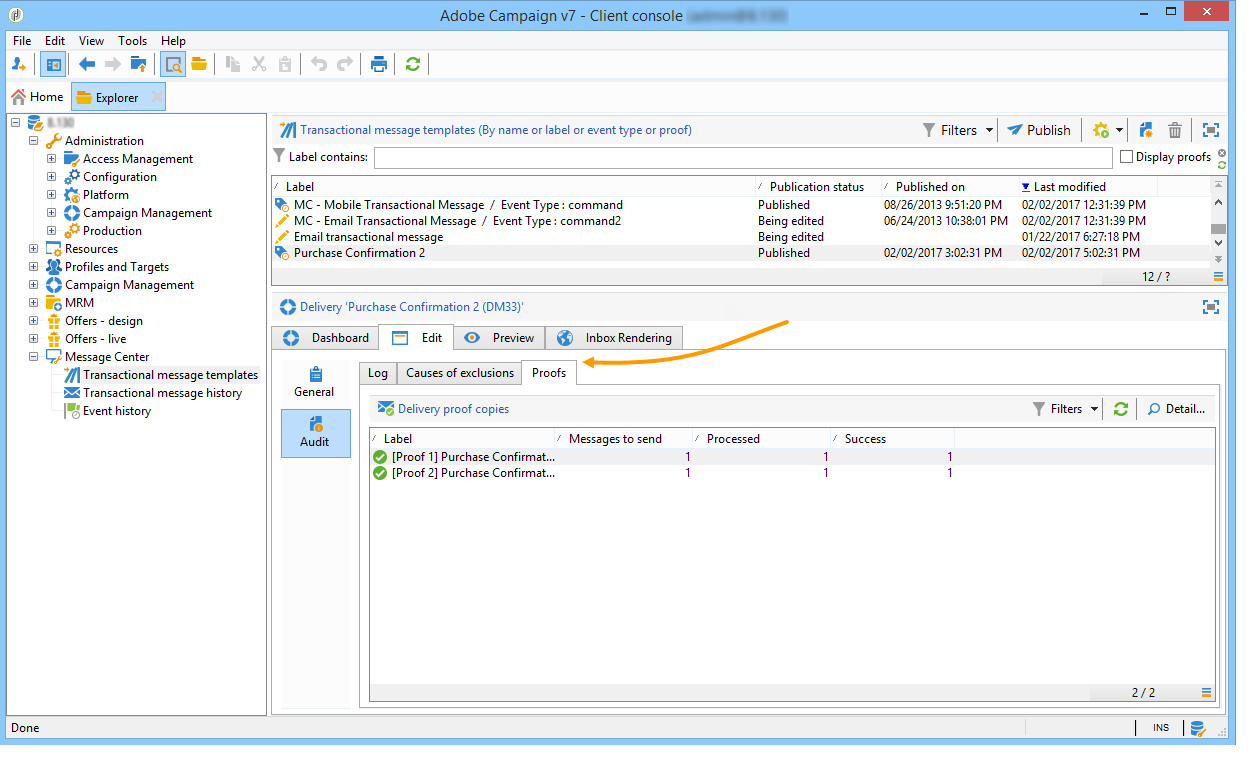 Adobe Campaign v7 - Client console
File Edit View Tools Help
Home Explorer
Administration
Access Management
Configuration
Platform
Campaign Management
Production
Resources
Profiles and Targets
Campaign Management
MRM
Offers - design
Offers - live
Message Center
Transactional message templates
Transactional message history
Event history
Transactional message templates (By name or label or event type or proof) Filters Publish
Label contains: Display proofs
Label Publication status Published on Last modified
MC - Mobile Transactional Message / Event Type : command Published 08/26/2013 9:51:20 PM 02/02/2017 12:31:39 PM
MC - Email Transactional Message / Event Type : command2 Being edited 06/24/2013 10:38:01 PM 02/02/2017 12:31:39 PM
Email transactional message Being edited 01/22/2017 6:27:18 PM
Purchase Confirmation 2 Published 02/02/2017 3:02:31 PM 02/02/2017 5:02:31 PM
12 / ?
Delivery 'Purchase Confirmation 2 (DM33)'
Dashboard Edit Preview Inbox Rendering
General
Audit
Log Causes of exclusions Proofs
Delivery proof copies Filters Detail...
Label Messages to send Processed Success
[Proof 1] Purchase Confirmat... 1 1 1
[Proof 2] Purchase Confirmat... 1 1 1
2 / 2
Done INS